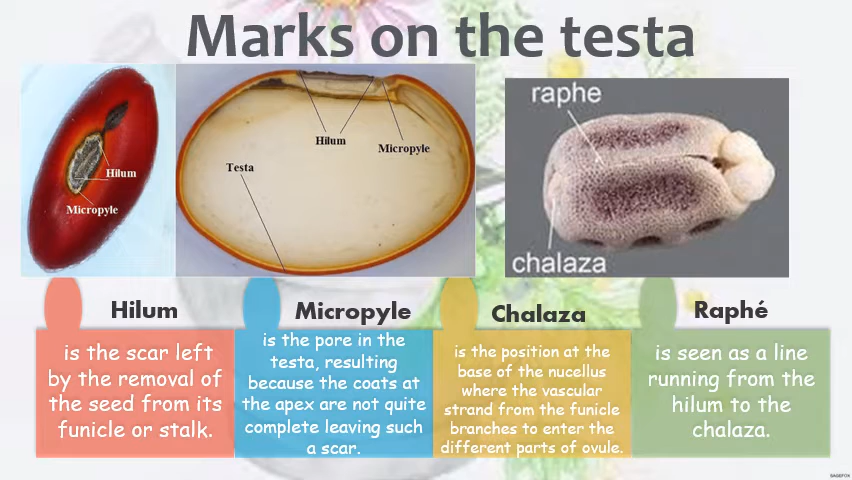 Marks on the testa
Hilum
Micropyle
Testa
Hilum
Micropyle
raphe
chalaza
Hilum
is the scar left
by the removal of
the seed from its
funicle or stalk.
Micropyle
is the pore in the
testa, resulting
because the coats at
the apex are not quite
complete leaving such
a scar.
Chalaza
is the position at the
base of the nucellus
where the vascular
strand from the funicle
branches to enter the
different parts of ovule.
Raphé
is seen as a line
running from the
hilum to the
chalaza.
SAGEFOX